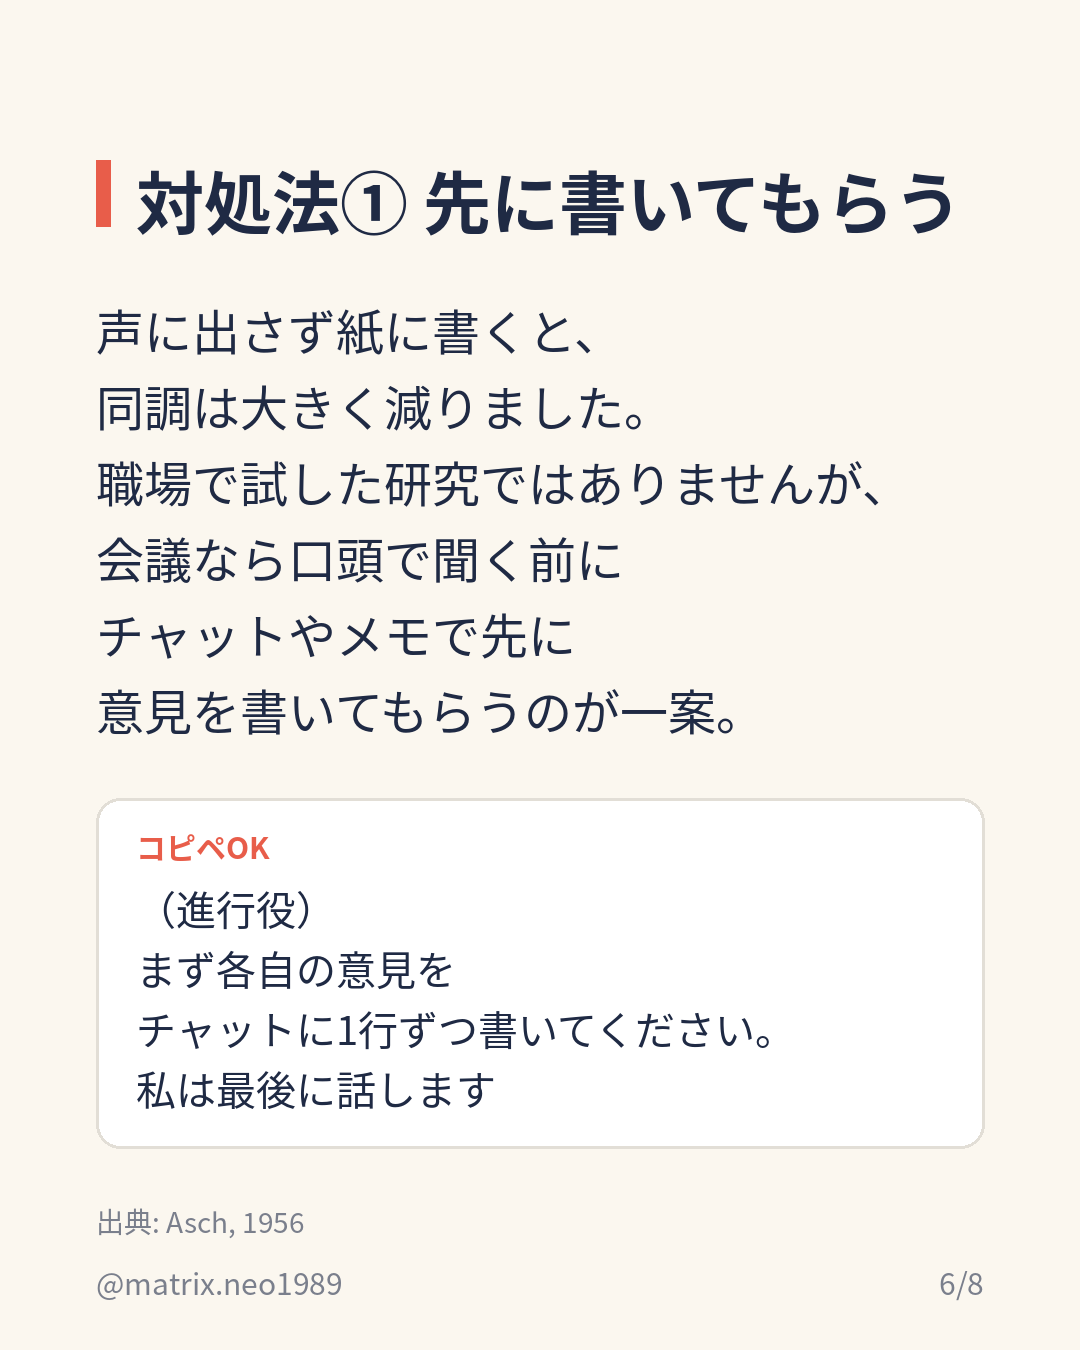 対処法① 先に書いてもらう
声に出さず紙に書くと、
同調は大きく減りました。
職場で試した研究ではありませんが、
会議なら口頭で聞く前に
チャットやメモで先に
意見を書いてもらうのが一案。
コピペOK
（進行役）
まず各自の意見を
チャットに1行ずつ書いてください。
私は最後に話します
出典: Asch, 1956
@matrix.neo1989
6/8